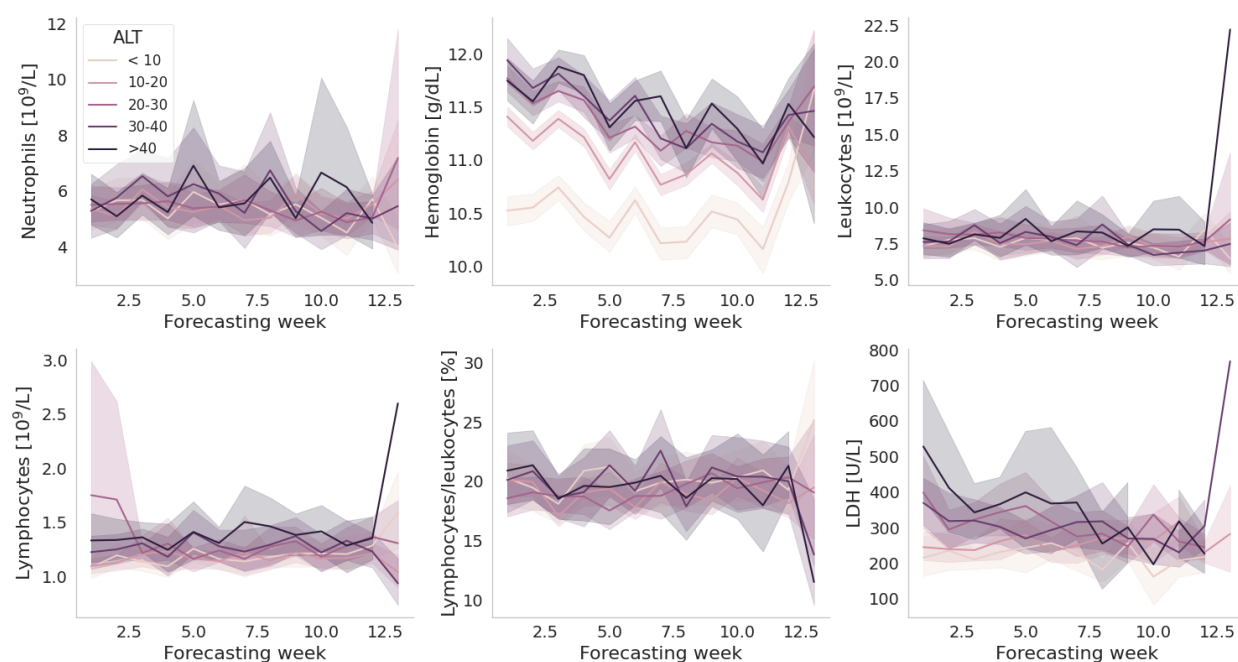 12
10
8
6
4
Neutrophils [10⁹/L]
ALT
< 10
10-20
20-30
30-40
>40
2.5 5.0 7.5 10.0 12.5
Forecasting week
12.0
11.5
11.0
10.5
10.0
Hemoglobin [g/dL]
2.5 5.0 7.5 10.0 12.5
Forecasting week
22.5
20.0
17.5
15.0
12.5
10.0
7.5
5.0
Leukocytes [10⁹/L]
2.5 5.0 7.5 10.0 12.5
Forecasting week
3.0
2.5
2.0
1.5
1.0
Lymphocytes [10⁹/L]
2.5 5.0 7.5 10.0 12.5
Forecasting week
30
25
20
15
10
Lymphocytes/leukocytes [%]
2.5 5.0 7.5 10.0 12.5
Forecasting week
800
700
600
500
400
300
200
100
LDH [U/L]
2.5 5.0 7.5 10.0 12.5
Forecasting week